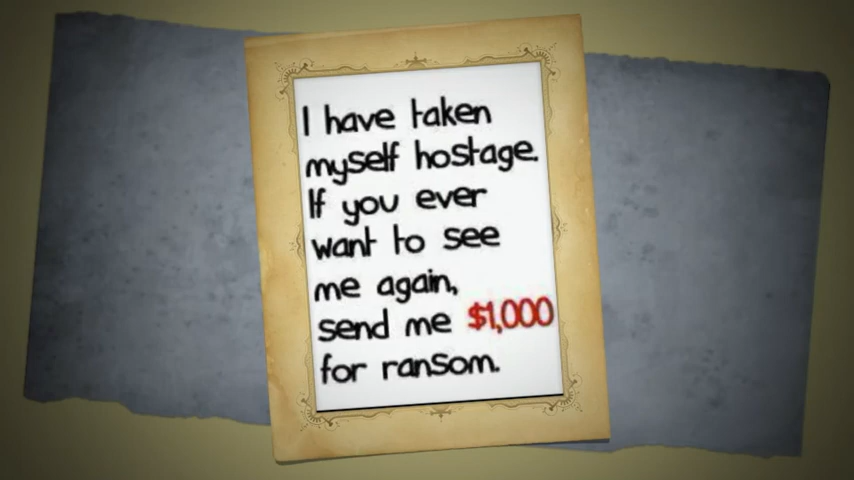 I have taken
myself hostage.
If you ever
want to see
me again,
send me $1,000
for ransom.